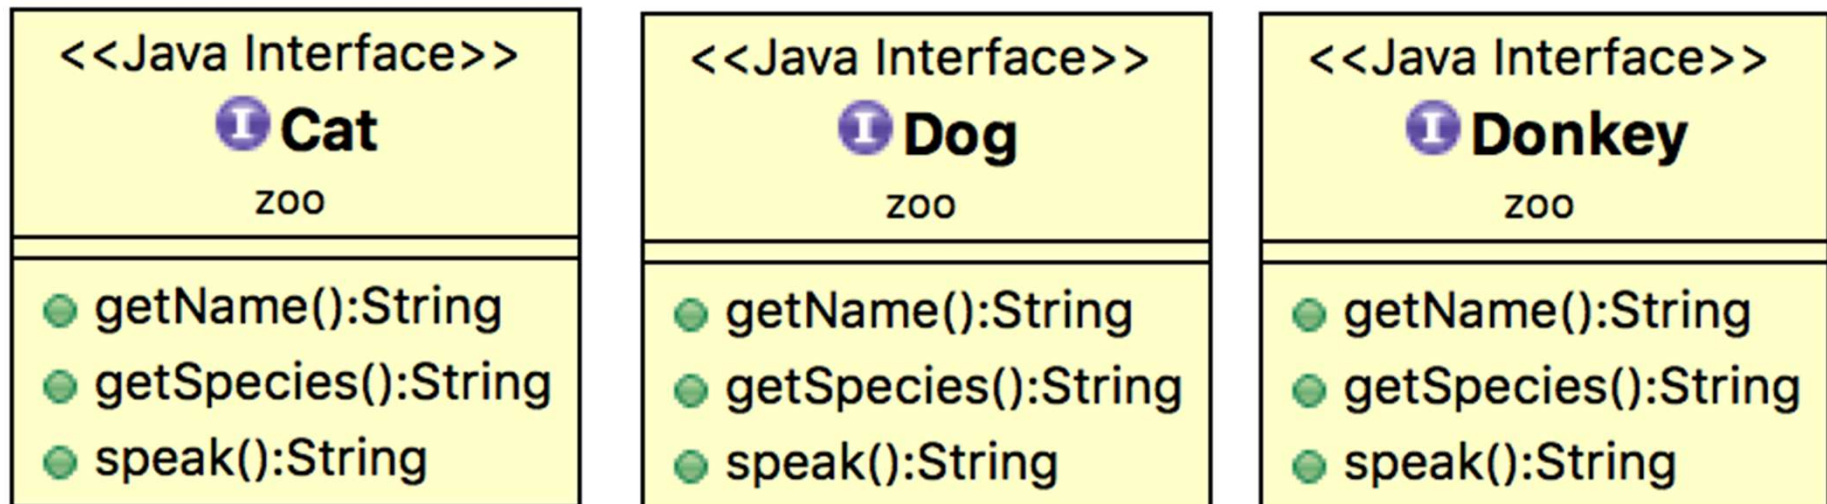 <<Java Interface>>
I Cat
zoo
getName():String
getSpecies():String
speak():String
<<Java Interface>>
I Dog
zoo
getName():String
getSpecies():String
speak():String
<<Java Interface>>
I Donkey
zoo
getName():String
getSpecies():String
speak():String